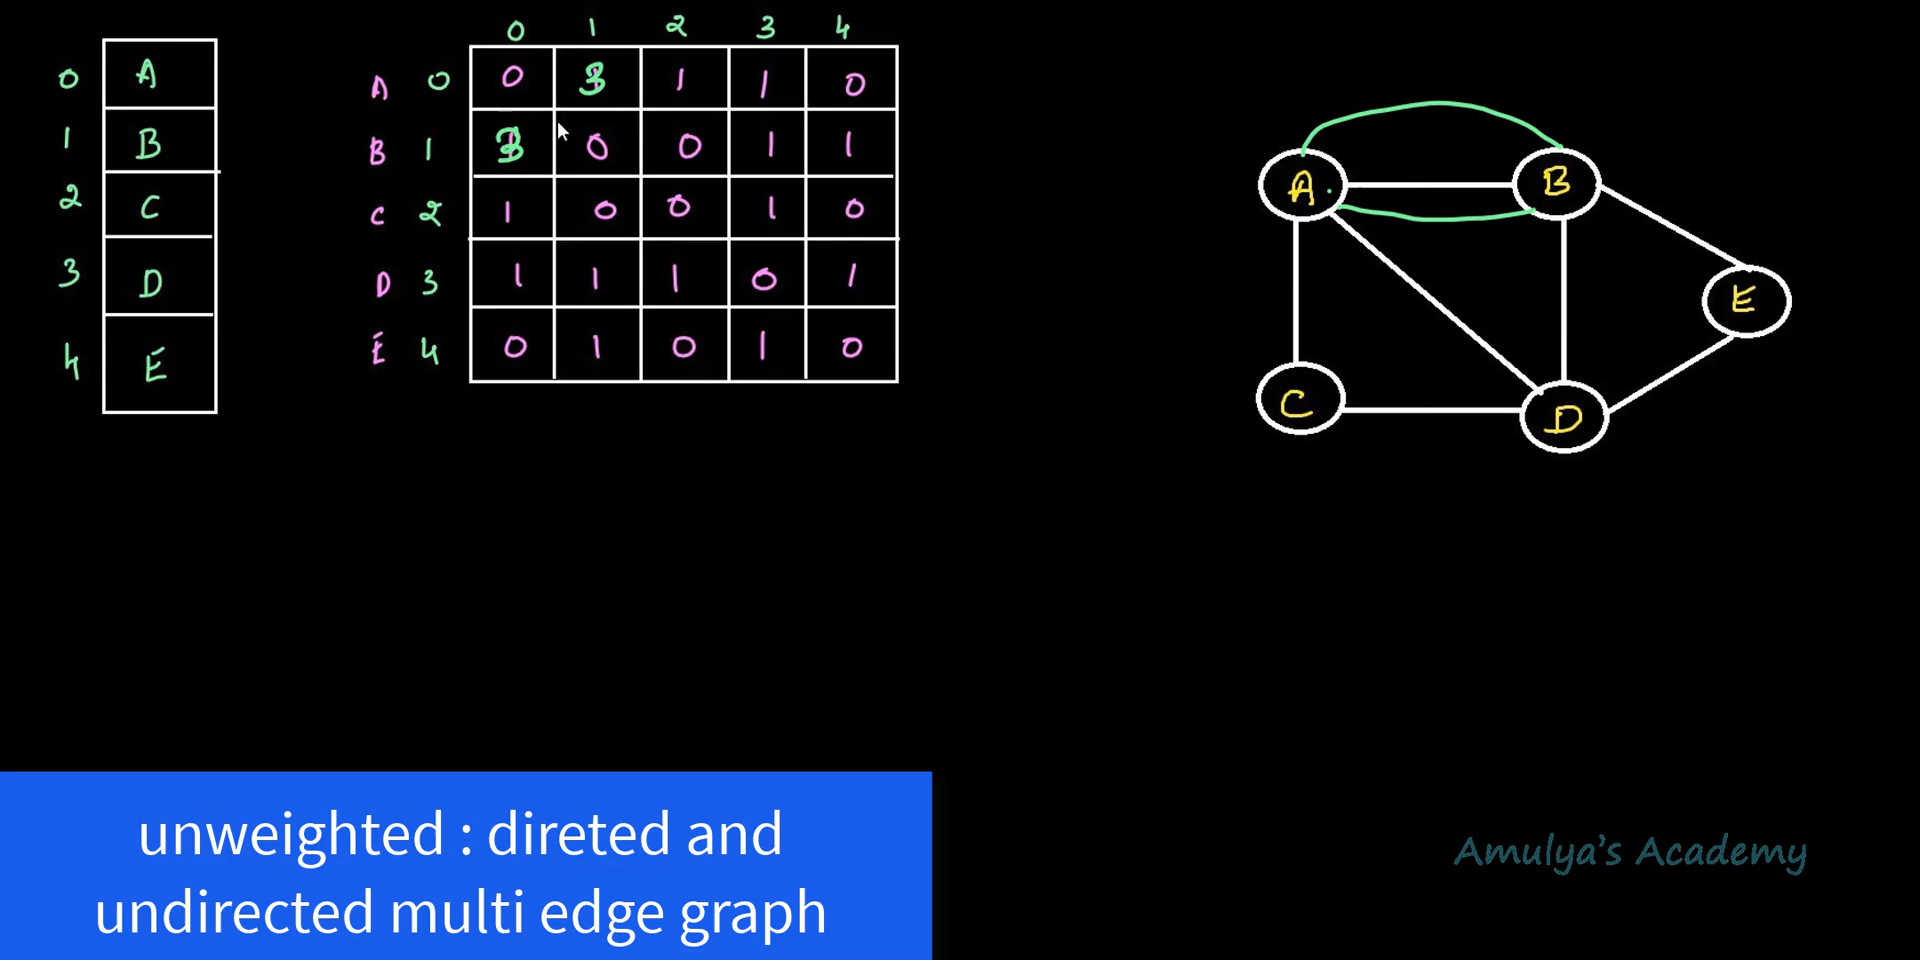 0 1 2 3 4
0 A
1 B
2 C
3 D
4 E
A 0 0 3 1 1 0
B 1 3 0 0 1 1
C 2 1 0 0 1 0
D 3 1 1 1 0 1
E 4 0 1 0 1 0
A B
E
C D
unweighted : direted and
undirected multi edge graph
Amulya's Academy